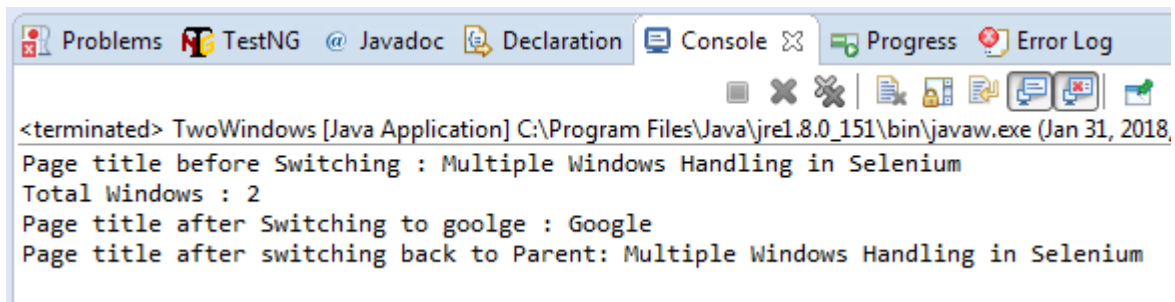 Problems TestNG @ Javadoc Declaration Console Progress Error Log
<terminated> TwoWindows [Java Application] C:\Program Files\Java\jre1.8.0_151\bin\javaw.exe (Jan 31, 2018,
Page title before Switching : Multiple Windows Handling in Selenium
Total Windows : 2
Page title after Switching to goolge : Google
Page title after switching back to Parent: Multiple Windows Handling in Selenium